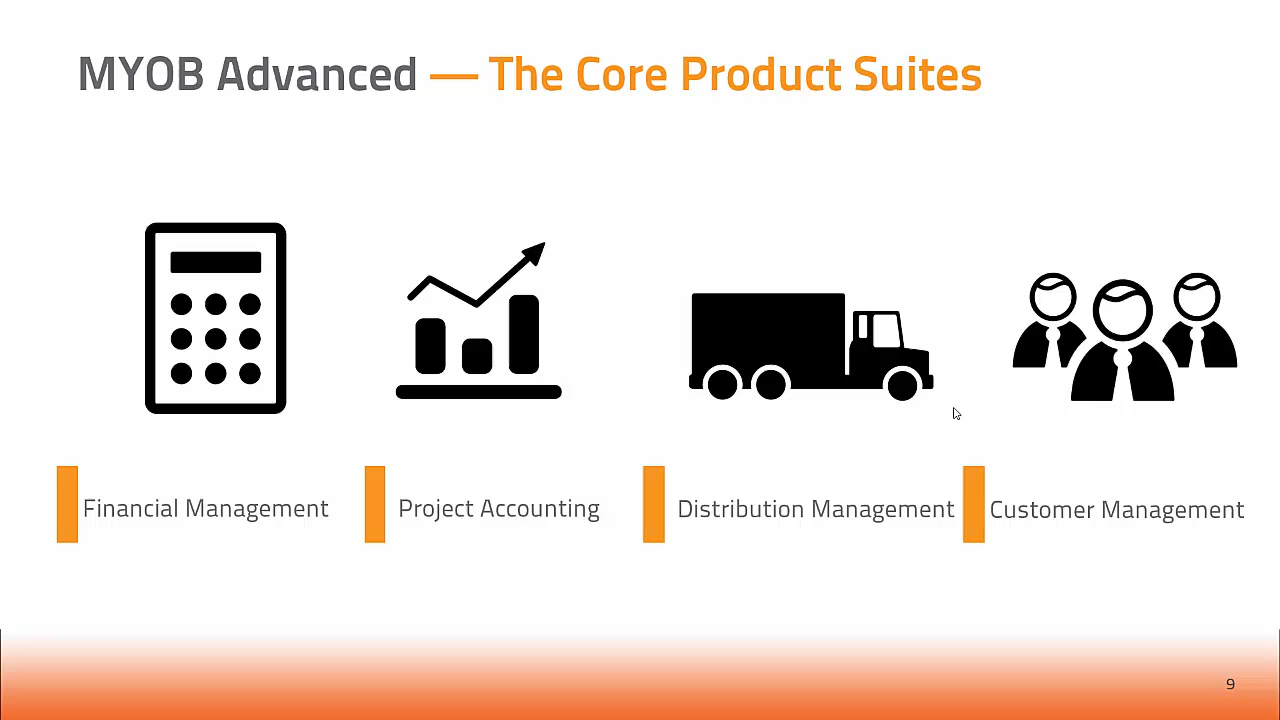 MYOB Advanced — The Core Product Suites
Financial Management
Project Accounting
Distribution Management
Customer Management
9